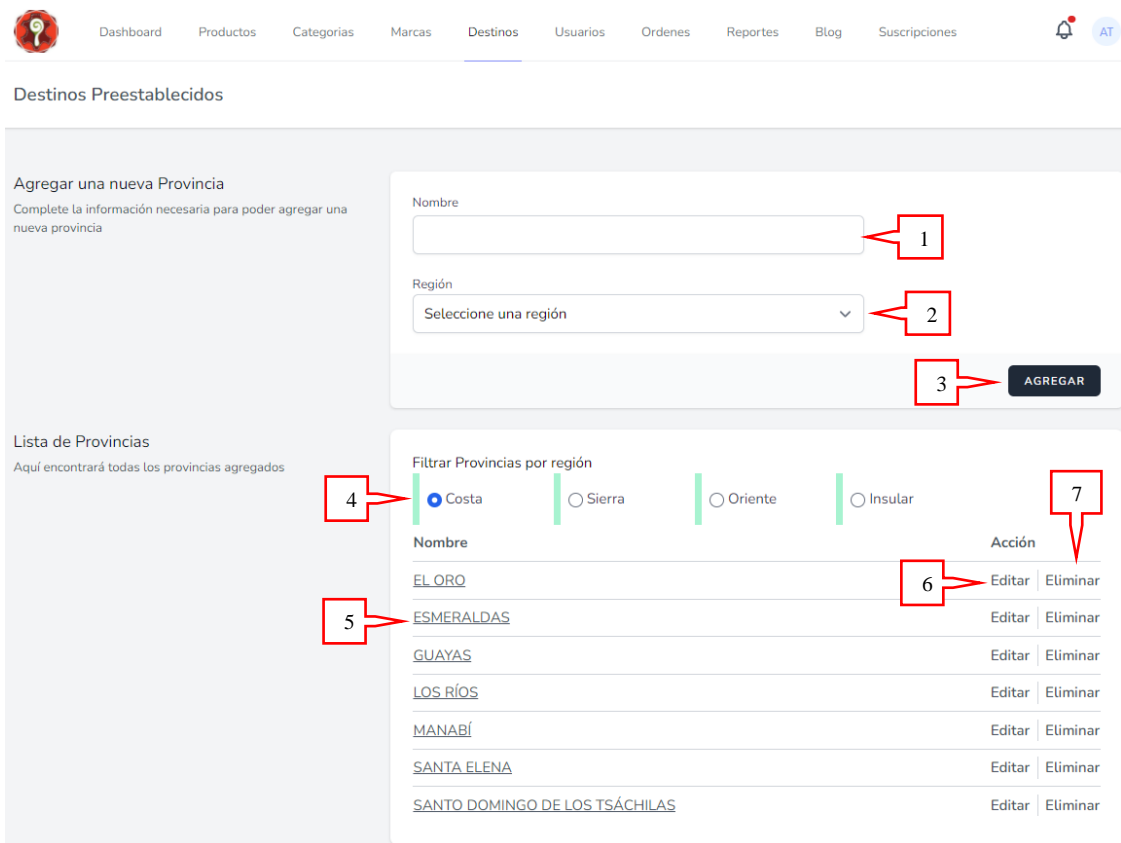 Dashboard Productos Categorias Marcas Destinos Usuarios Ordenes Reportes Blog Suscripciones AT
Destinos Preestablecidos
Agregar una nueva Provincia
Complete la información necesaria para poder agregar una
nueva provincia
Nombre
1
Región
Seleccione una región
2
3
AGREGAR
Lista de Provincias
Aquí encontrará todas los provincias agregados
Filtrar Provincias por región
4
Costa Sierra Oriente Insular
7
Nombre Acción
EL ORO 6 Editar Eliminar
5 ESMERALDAS Editar Eliminar
GUAYAS Editar Eliminar
LOS RÍOS Editar Eliminar
MANABÍ Editar Eliminar
SANTA ELENA Editar Eliminar
SANTO DOMINGO DE LOS TSÁCHILAS Editar Eliminar